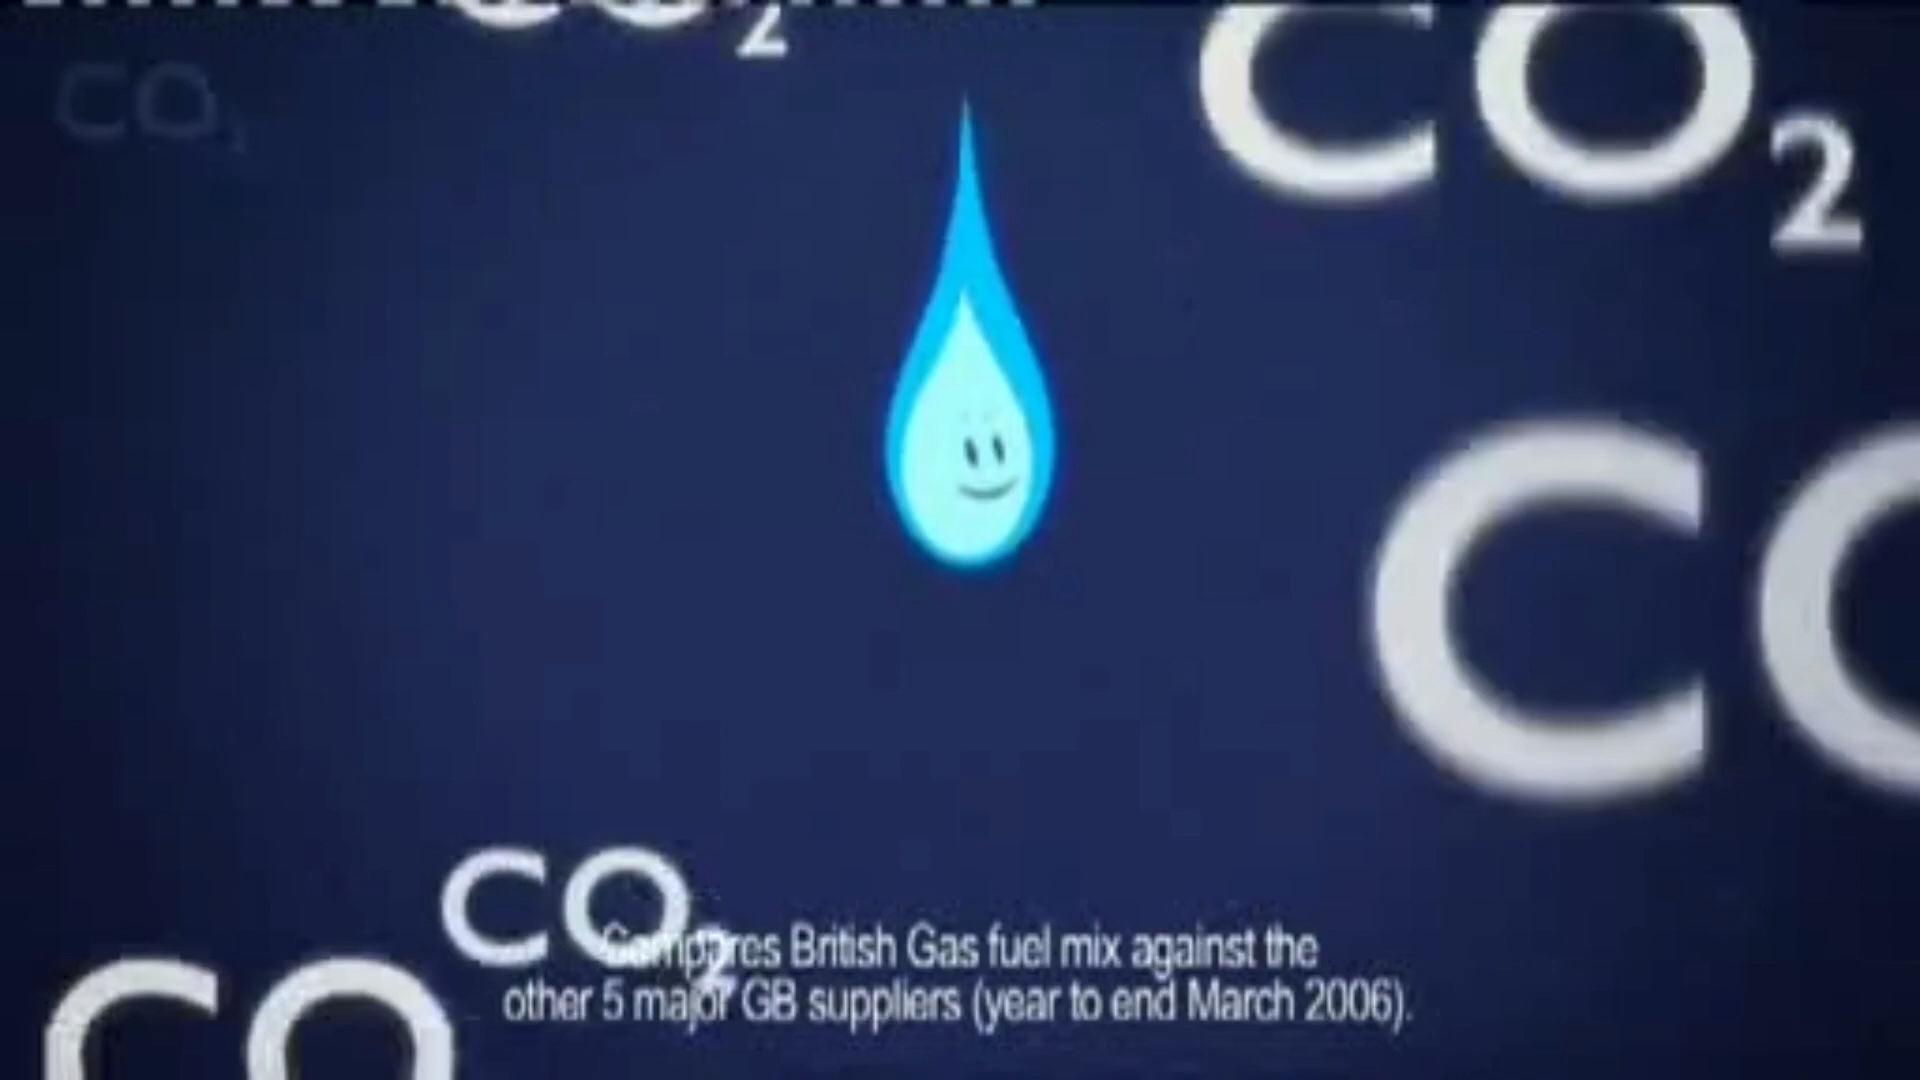 CO2
CO2
CO2
CO
CO2
Compares British Gas fuel mix against the
other 5 major GB suppliers (year to end March 2006).
CO